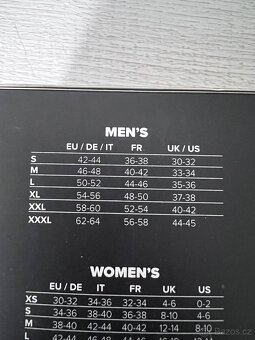 MEN'S
EU / DE / IT FR UK / US
S 42-44 36-38 30-32
M 46-48 40-42 33-34
L 50-52 44-46 35-36
XL 54-56 48-50 37-38
XXL 58-60 52-54 40-42
XXXL 62-64 56-58 44-45
WOMEN'S
EU / DE IT FR UK US
XS 30-32 34-36 32-34 4-6 0-2
S 34-36 38-40 36-38 8-10 4-6
M 38-40 42-44 40-42 12-14 8-10
L